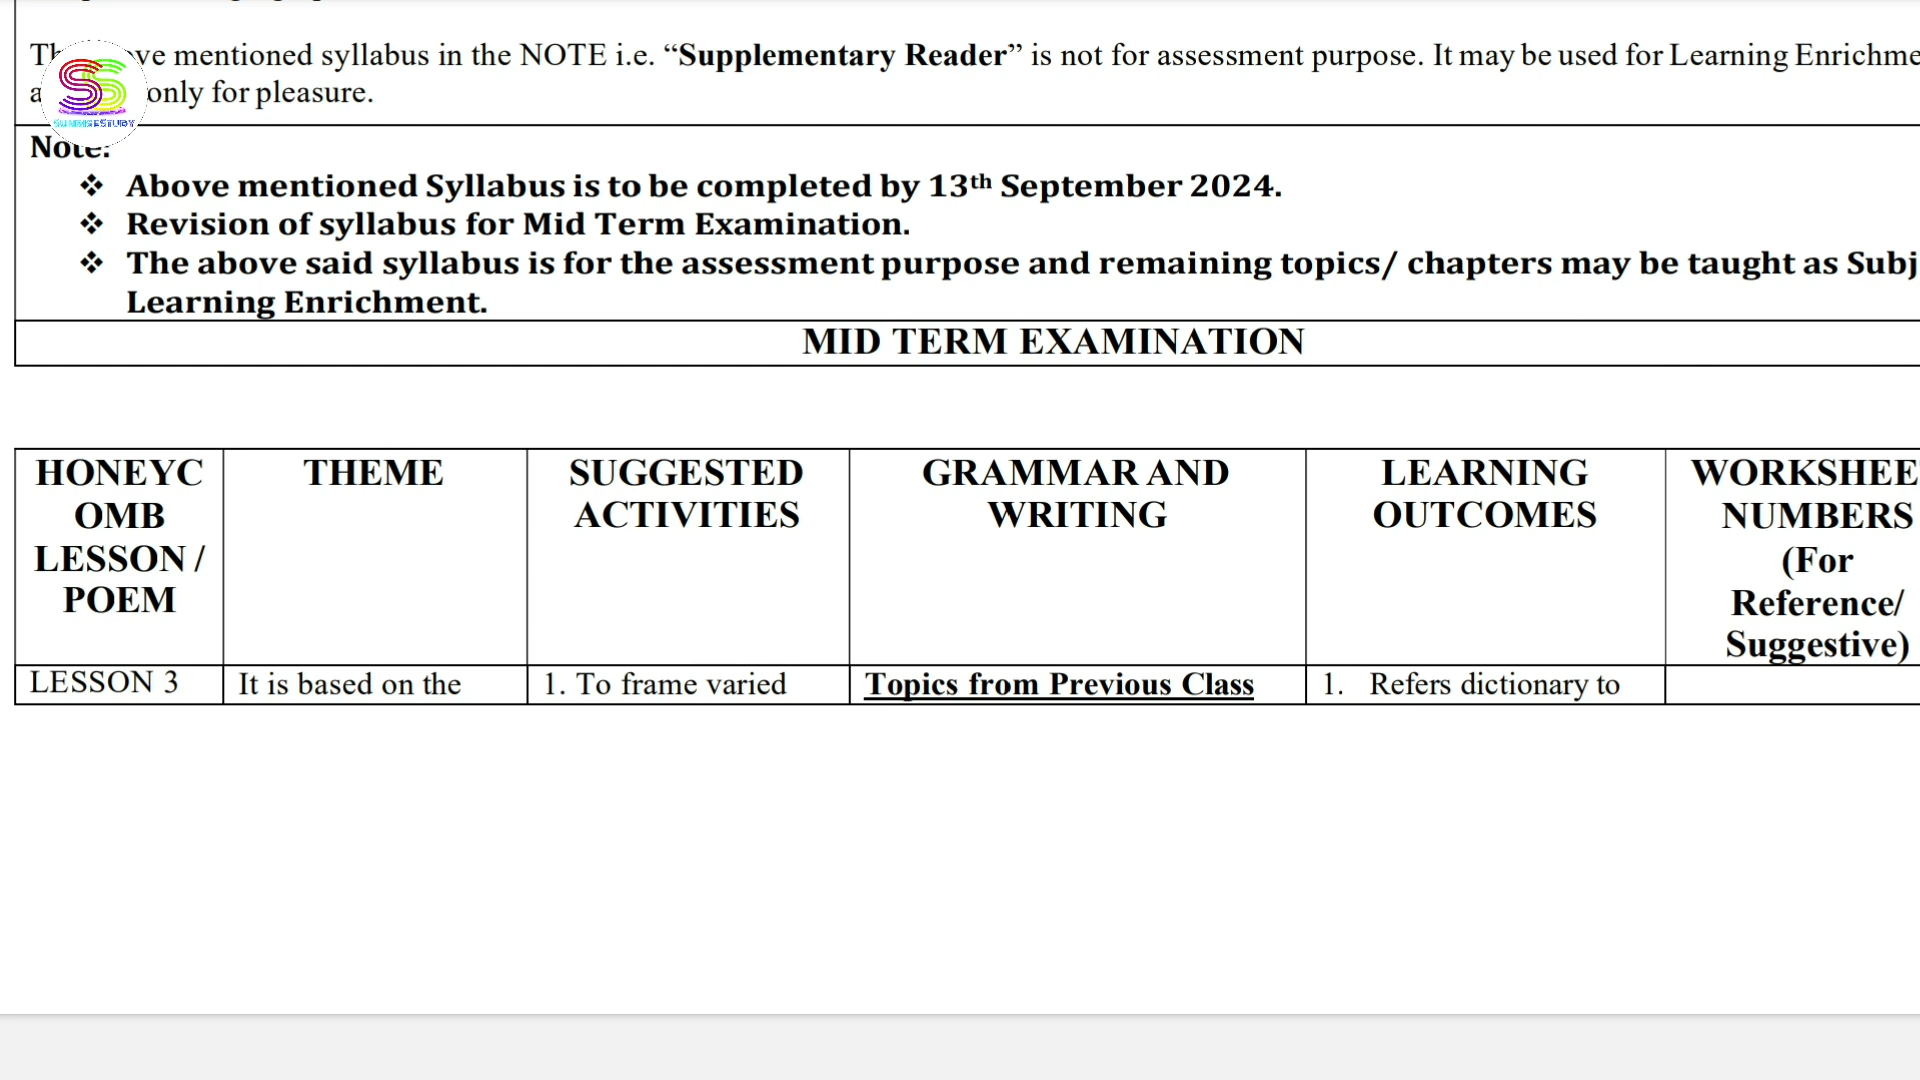 mentioned syllabus in the NOTE i.e. “Supplementary Reader” is not for assessment purpose. It may be used for Learning
only for pleasure.
SUNRISESTUDY
Note:
❖ Above mentioned Syllabus is to be completed by 13th September 2024.
❖ Revision of syllabus for Mid Term Examination.
❖ The above said syllabus is for the assessment purpose and remaining topics/ chapters may be taught as
Learning Enrichment.
MID TERM EXAMINATION
HONEYC
OMB
LESSON /
POEM
THEME
SUGGESTED
ACTIVITIES
GRAMMAR AND
WRITING
LEARNING
OUTCOMES
WORKSHEE
NUMBERS
(For
Reference/
Suggestive)
LESSON 3
It is based on the
1. To frame varied
Topics from Previous Class
1. Refers dictionary to